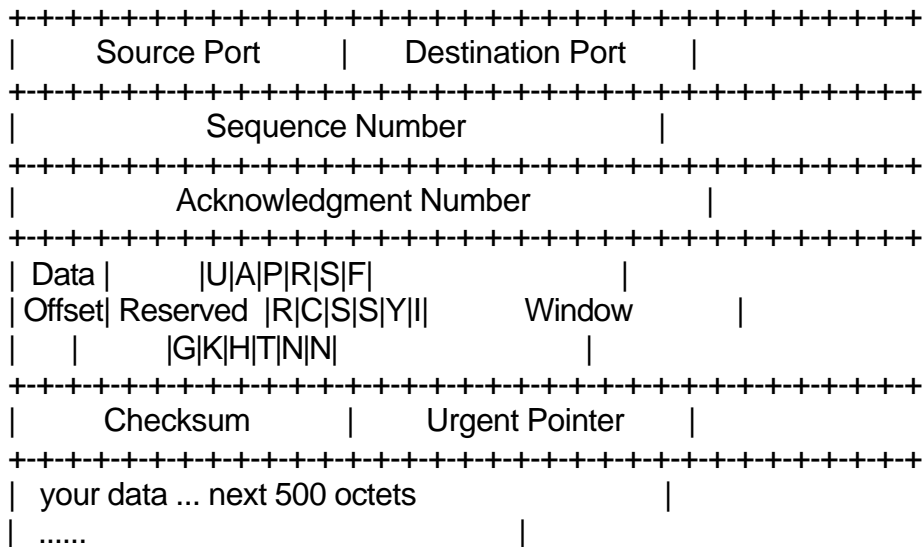 +-+-+-+-+-+-+-+-+-+-+-+-+-+-+-+-+-+-+-+-+-+-+-+-+-+-+-+-+-+-+-+-+
| Source Port | Destination Port |
+-+-+-+-+-+-+-+-+-+-+-+-+-+-+-+-+-+-+-+-+-+-+-+-+-+-+-+-+-+-+-+-+
| Sequence Number |
+-+-+-+-+-+-+-+-+-+-+-+-+-+-+-+-+-+-+-+-+-+-+-+-+-+-+-+-+-+-+-+-+
| Acknowledgment Number |
+-+-+-+-+-+-+-+-+-+-+-+-+-+-+-+-+-+-+-+-+-+-+-+-+-+-+-+-+-+-+-+-+
| Data | |U|A|P|R|S|F| |
| Offset| Reserved |R|C|S|S|Y|I| Window |
| | |G|K|H|T|N|N| |
+-+-+-+-+-+-+-+-+-+-+-+-+-+-+-+-+-+-+-+-+-+-+-+-+-+-+-+-+-+-+-+-+
| Checksum | Urgent Pointer |
+-+-+-+-+-+-+-+-+-+-+-+-+-+-+-+-+-+-+-+-+-+-+-+-+-+-+-+-+-+-+-+-+
| your data ... next 500 octets |
| ...... |